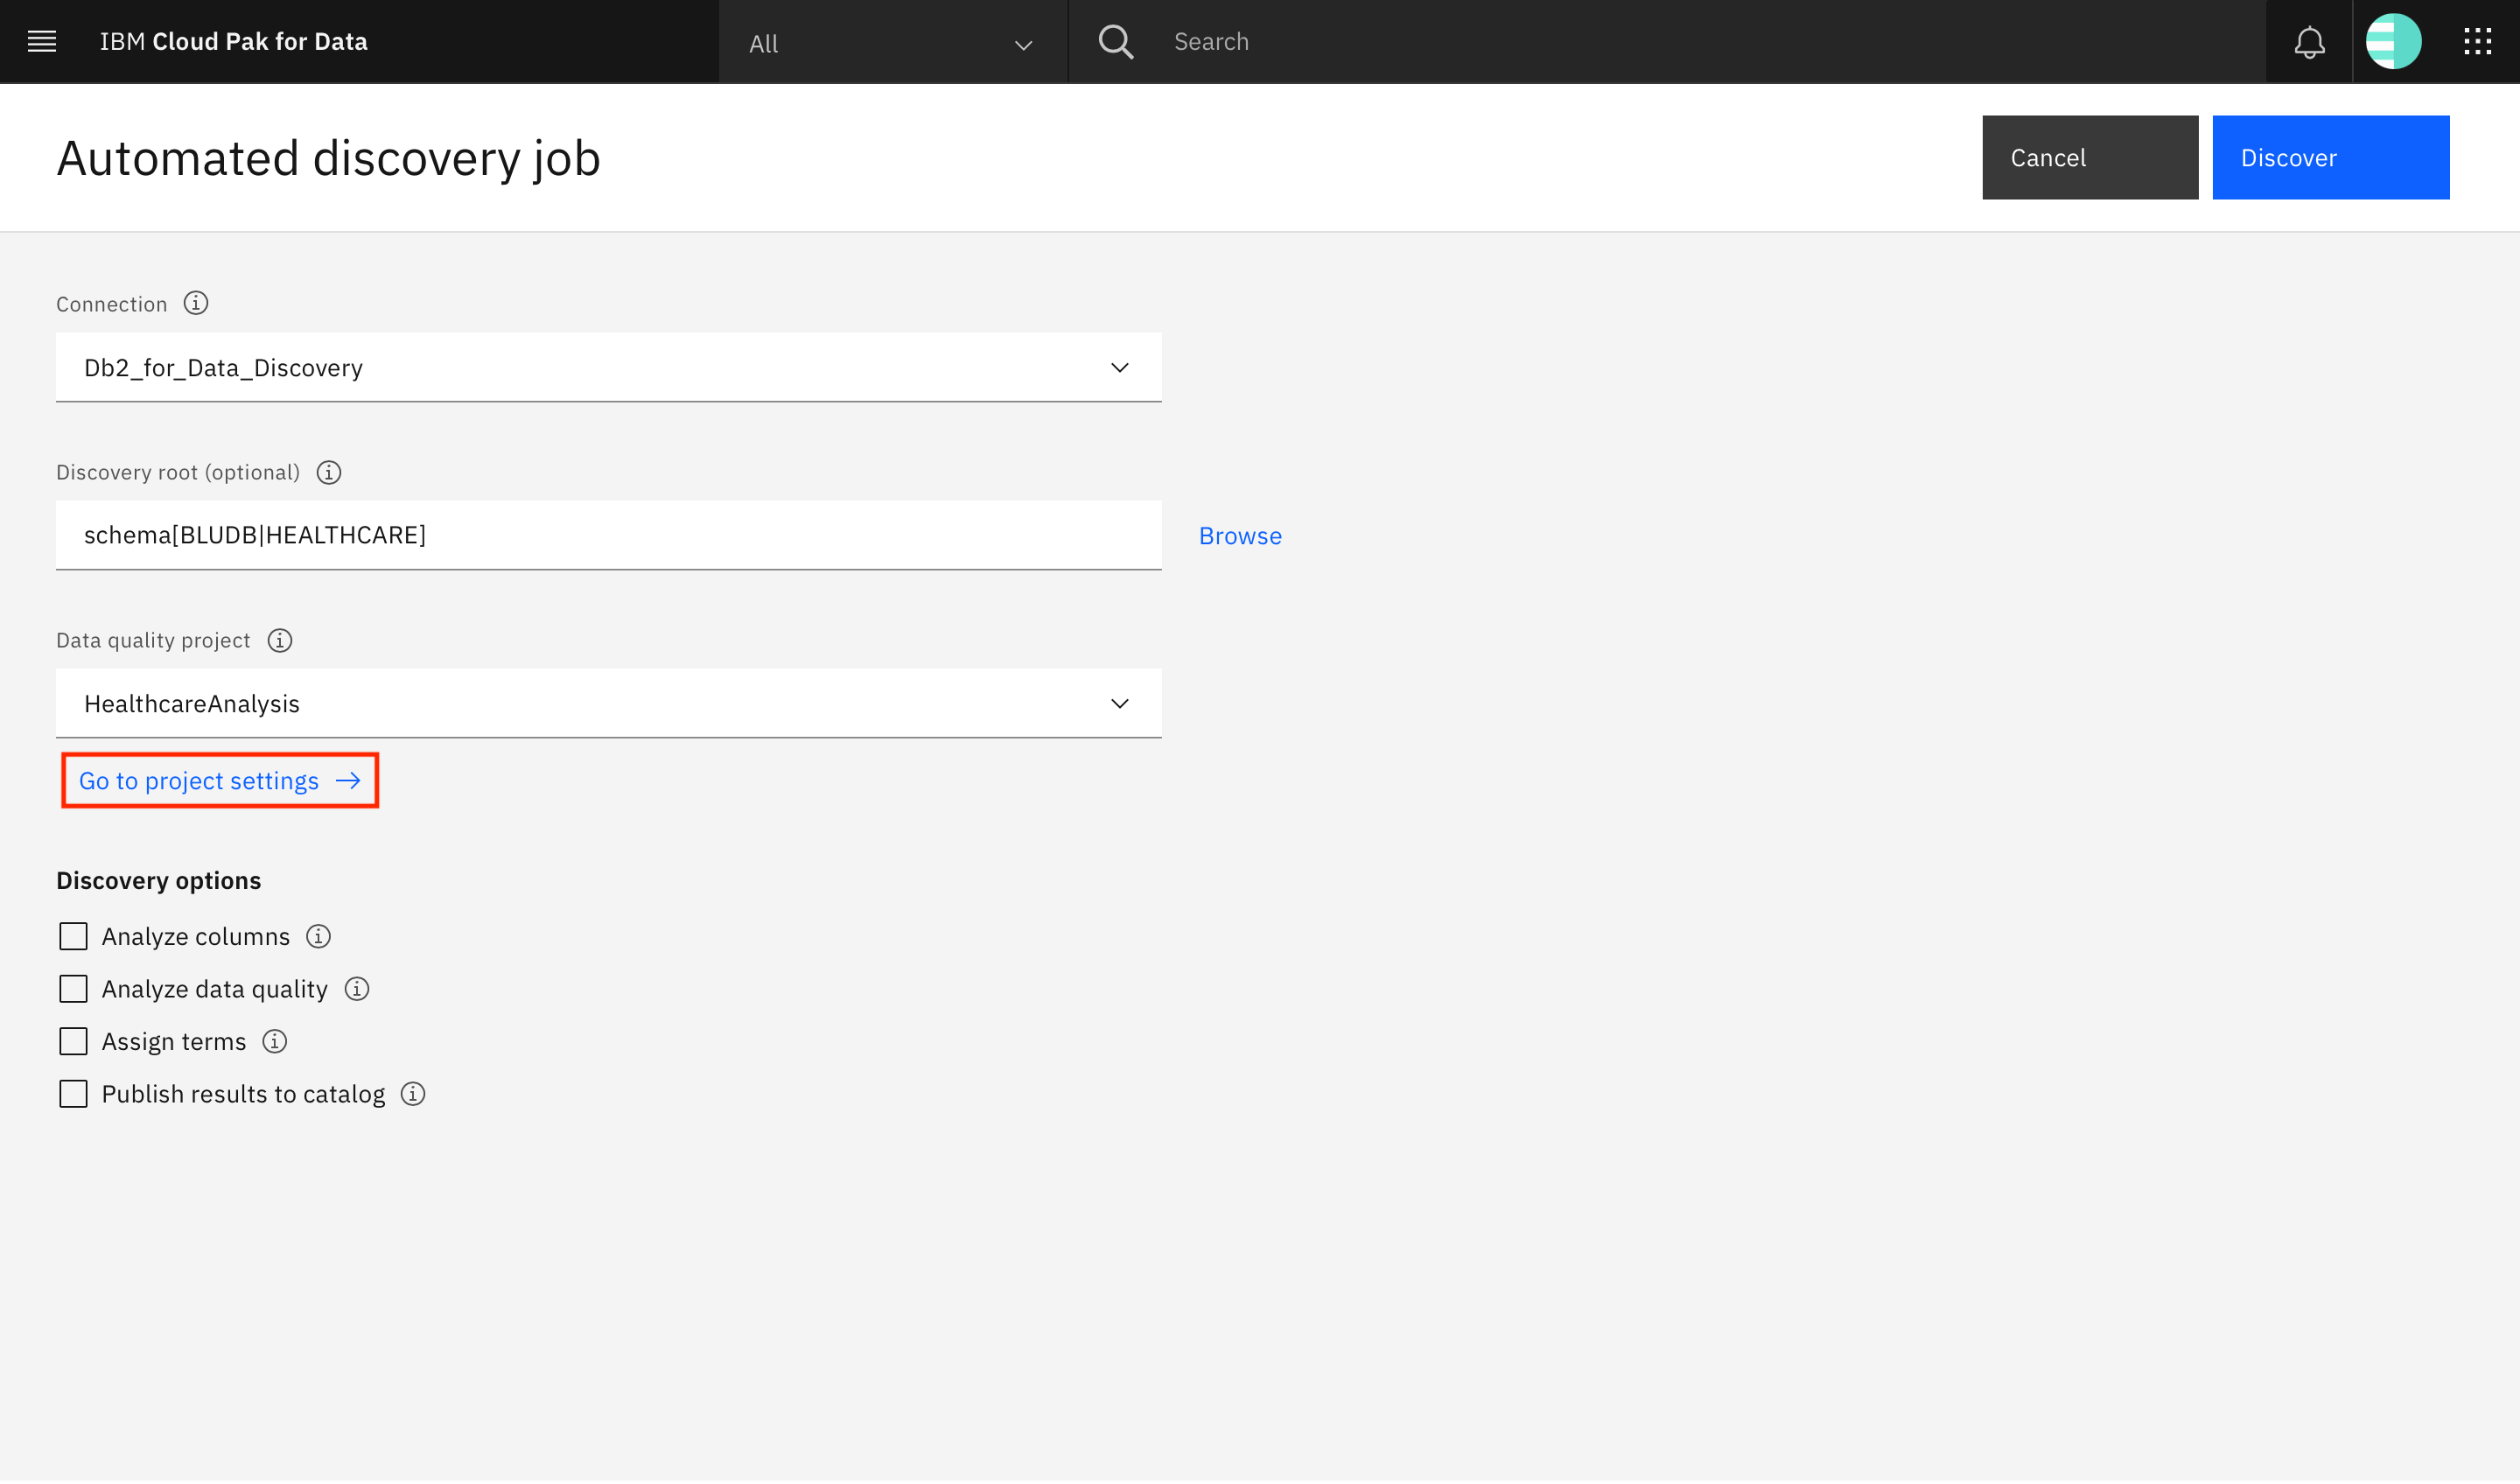 IBM Cloud Pak for Data
All
Search
Automated discovery job
Cancel
Discover
Connection
Db2_for_Data_Discovery
Discovery root (optional)
schema[BLUDB|HEALTHCARE]
Browse
Data quality project
HealthcareAnalysis
Go to project settings →
Discovery options
Analyze columns
Analyze data quality
Assign terms
Publish results to catalog